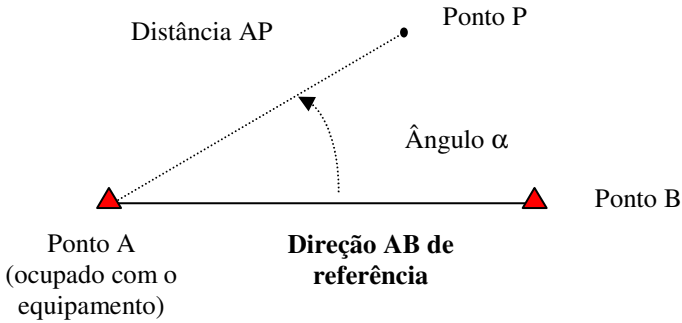 Ponto P
Distância AP
Ângulo α
Ponto B
Ponto A
(ocupado com o
equipamento)
Direção AB de
referência